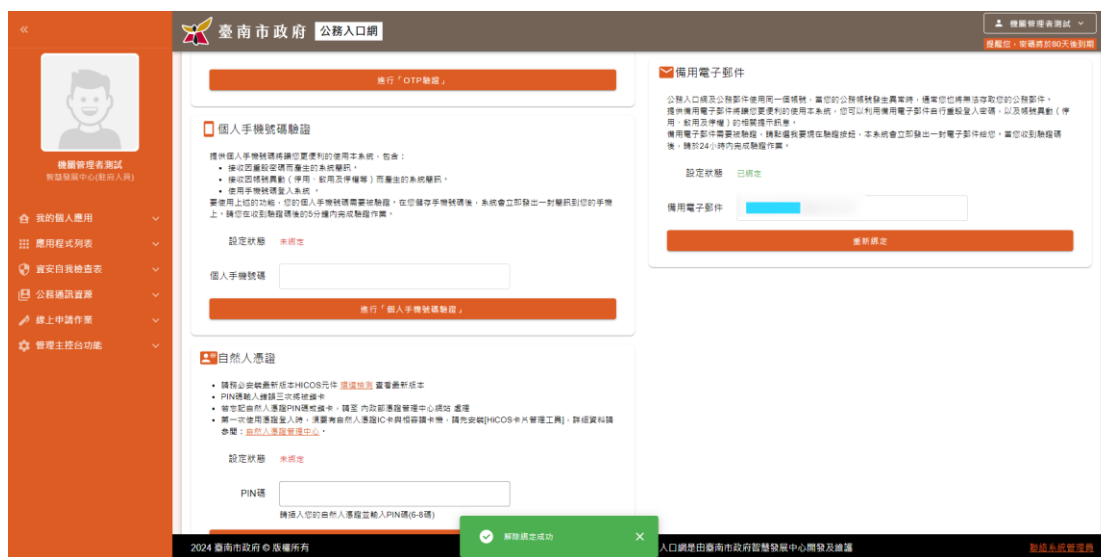 «
臺南市政府 公務入口網
機關管理者測試
提醒您，密碼將於80天後到期
機關管理者測試
智慧發展中心(駐府人員)
我的個人應用
應用程式列表
資安自我檢查表
公務通訊資源
線上申請作業
管理主控台功能
進行「OTP驗證」
個人手機號碼驗證
提供個人手機號碼將讓您更便利的使用本系統，包含：
• 接收因重設密碼而產生的系統簡訊。
• 接收因帳號異動（停用、啟用及停權等）而產生的系統簡訊。
• 使用手機號碼登入系統 。
要使用上述的功能，您的個人手機號碼需要被驗證。在您儲存手機號碼後，系統會立即發出一封簡訊到您的手機
上，請您在收到驗證碼後的5分鐘內完成驗證作業。
設定狀態 未綁定
個人手機號碼
進行「個人手機號碼驗證」
自然人憑證
• 請務必安裝最新版本HICOS元件 環境檢測 查看最新版本
• PIN碼輸入錯誤三次將被鎖卡
• 若忘記自然人憑證PIN碼或鎖卡，請至 內政部憑證管理中心網站 處理
• 第一次使用憑證登入時，須要有自然人憑證IC卡與相容讀卡機，請先安裝[HiCOS卡片管理工具]，詳細資料請
參閱：自然人憑證管理中心。
設定狀態 未綁定
PIN碼
請插入您的自然人憑證並輸入PIN碼(6-8碼)
備用電子郵件
公務入口網及公務郵件使用同一個帳號，當您的公務帳號發生異常時，通常您也將無法存取您的公務郵件。
提供備用電子郵件將讓您更便利的使用本系統，您可以利用備用電子郵件自行重設登入密碼，以及帳號異動（停
用、啟用及停權）的相關提示訊息。
備用電子郵件需要被驗證，請點選我要現在驗證按鈕，本系統會立即發出一封電子郵件給您，當您收到驗證碼
後，請於24小時內完成驗證作業。
設定狀態 已綁定
備用電子郵件
重新綁定
解除綁定成功 ×
2024 臺南市政府 © 版權所有
入口網是由臺南市政府智慧發展中心開發及維護
聯絡系統管理員